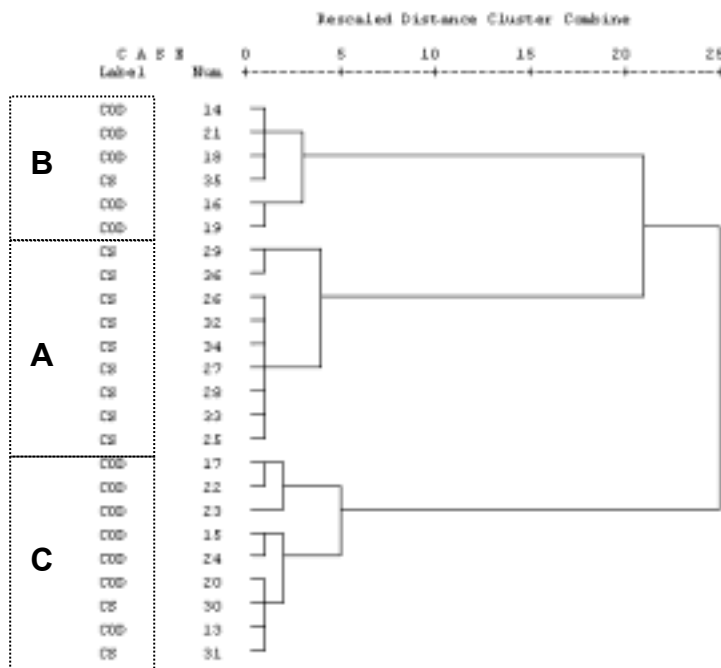 Rescaled Distance Cluster Combine
C A S E 0 5 10 15 20 25
Label Num
COD 14
COD 21
B COD 18
CS 35
COD 16
COD 19
CS 29
CS 36
CS 26
CS 32
A CS 34
CS 27
CS 28
CS 33
CS 25
COD 17
COD 22
COD 23
COD 15
C COD 24
COD 20
CS 30
COD 13
CS 31